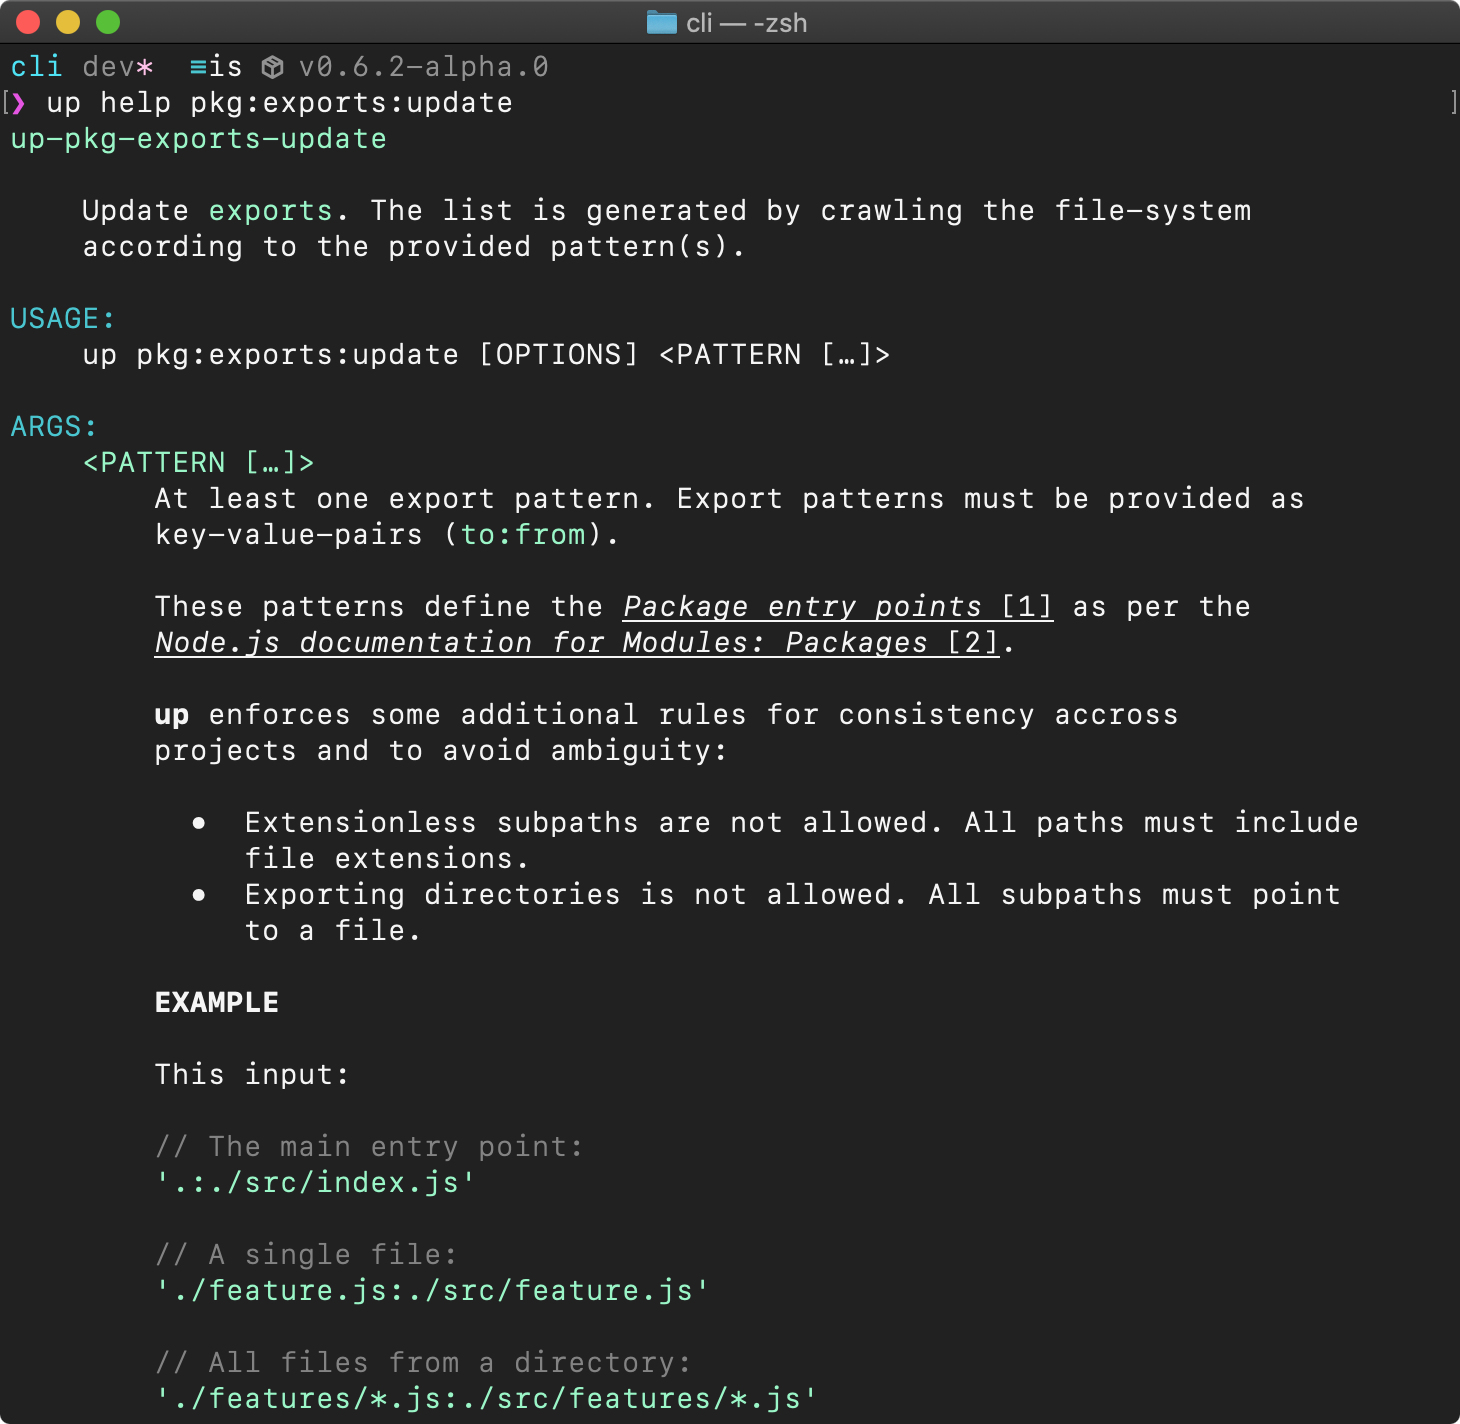 cli — -zsh
cli dev* ≡is v0.6.2-alpha.0
[❯ up help pkg:exports:update ]
up-pkg-exports-update
Update exports. The list is generated by crawling the file-system
according to the provided pattern(s).
USAGE:
up pkg:exports:update [OPTIONS] <PATTERN […]>
ARGS:
<PATTERN […]>
At least one export pattern. Export patterns must be provided as
key-value-pairs (to:from).
These patterns define the Package entry points [1] as per the
Node.js documentation for Modules: Packages [2].
up enforces some additional rules for consistency accross
projects and to avoid ambiguity:
● Extensionless subpaths are not allowed. All paths must include
file extensions.
● Exporting directories is not allowed. All subpaths must point
to a file.
EXAMPLE
This input:
// The main entry point:
'.:./src/index.js'
// A single file:
'./feature.js:./src/feature.js'
// All files from a directory:
'./features/*.js:./src/features/*.js'